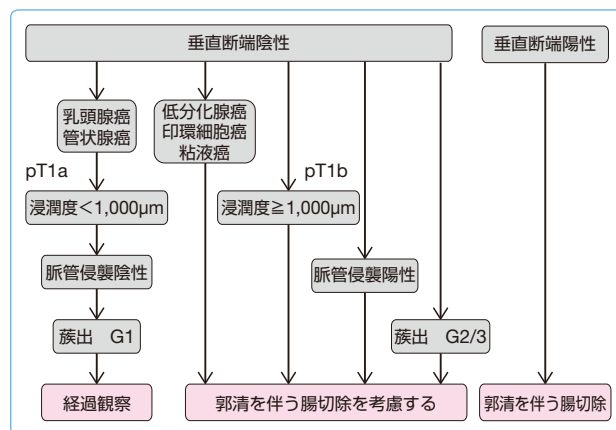 垂直断端陰性
垂直断端陽性
乳頭腺癌
管状腺癌
低分化腺癌
印環細胞癌
粘液癌
pT1a
pT1b
浸潤度＜1,000μm
浸潤度≧1,000μm
脈管侵襲陰性
脈管侵襲陽性
蔟出　G1
蔟出　G2/3
経過観察
郭清を伴う腸切除を考慮する
郭清を伴う腸切除